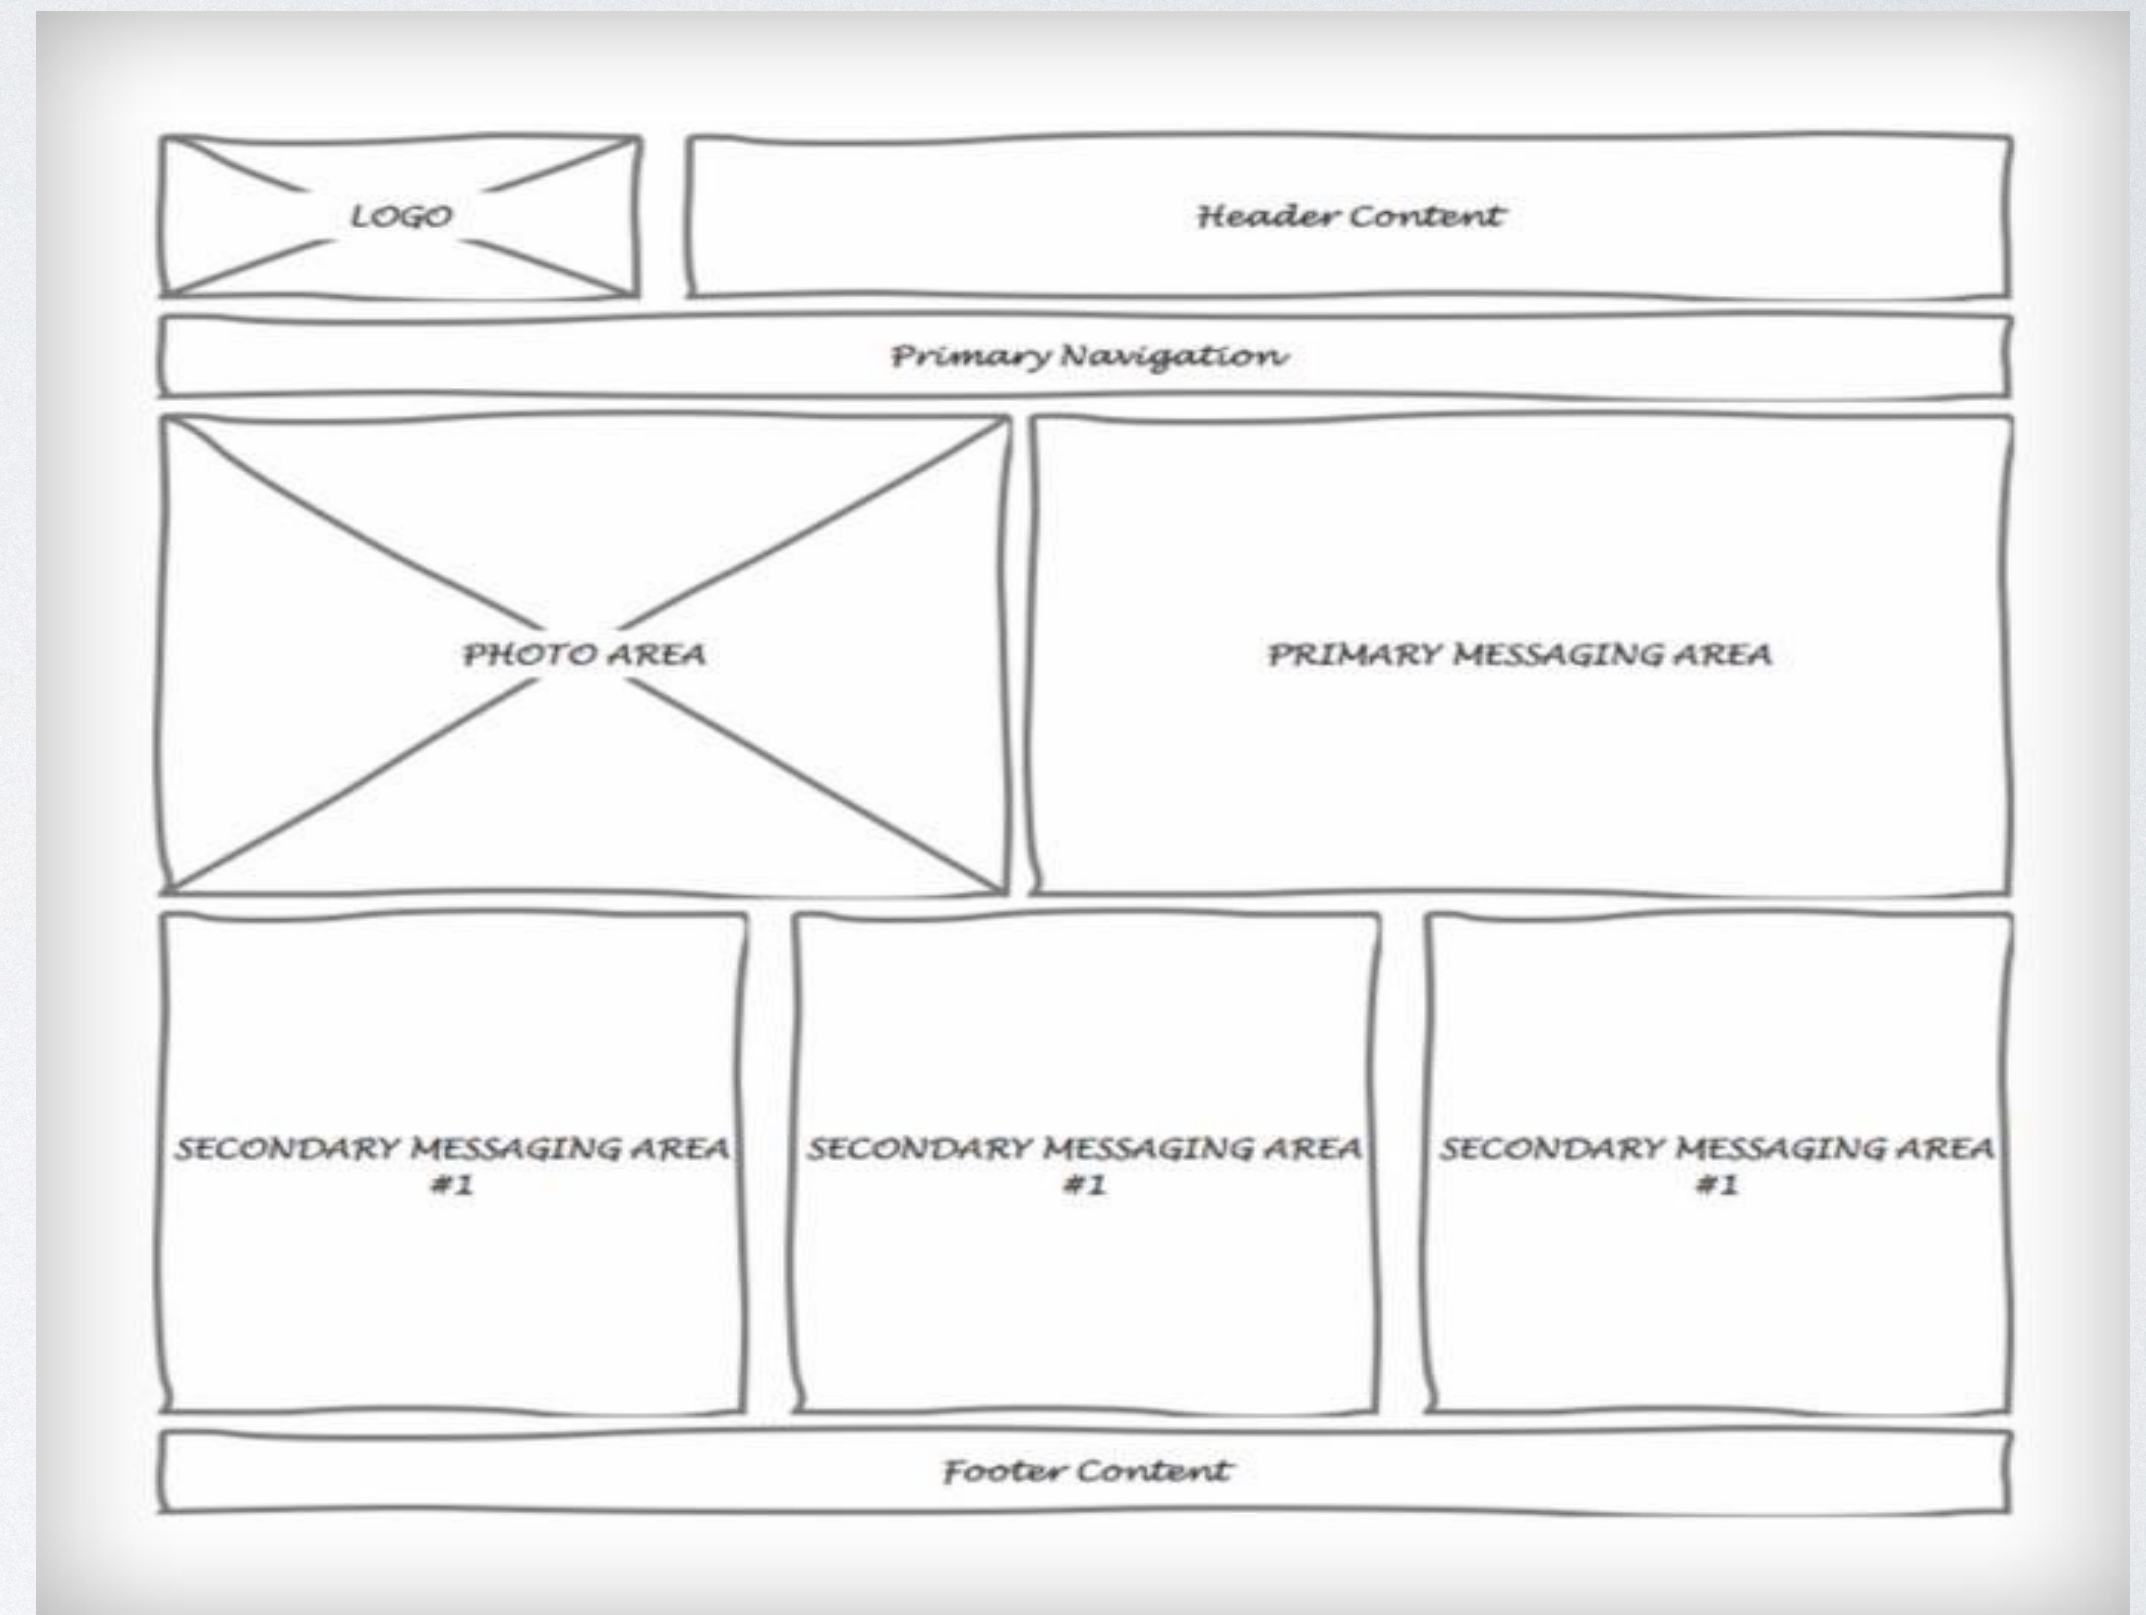 LOGO
Header Content
Primary Navigation
PHOTO AREA
PRIMARY MESSAGING AREA
SECONDARY MESSAGING AREA
#1
SECONDARY MESSAGING AREA
#1
SECONDARY MESSAGING AREA
#1
Footer Content